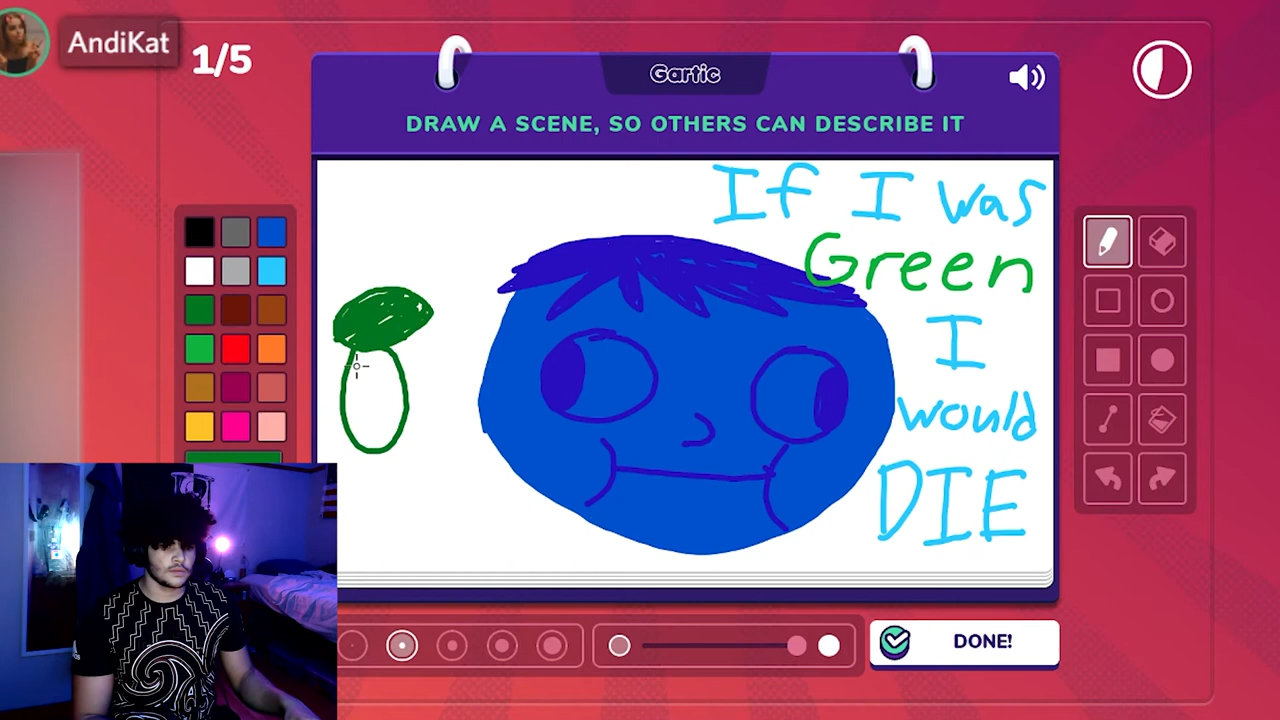 AndiKat
1/5
Gartic
DRAW A SCENE, SO OTHERS CAN DESCRIBE IT
If I was
Green
I
would
DIE
DONE!